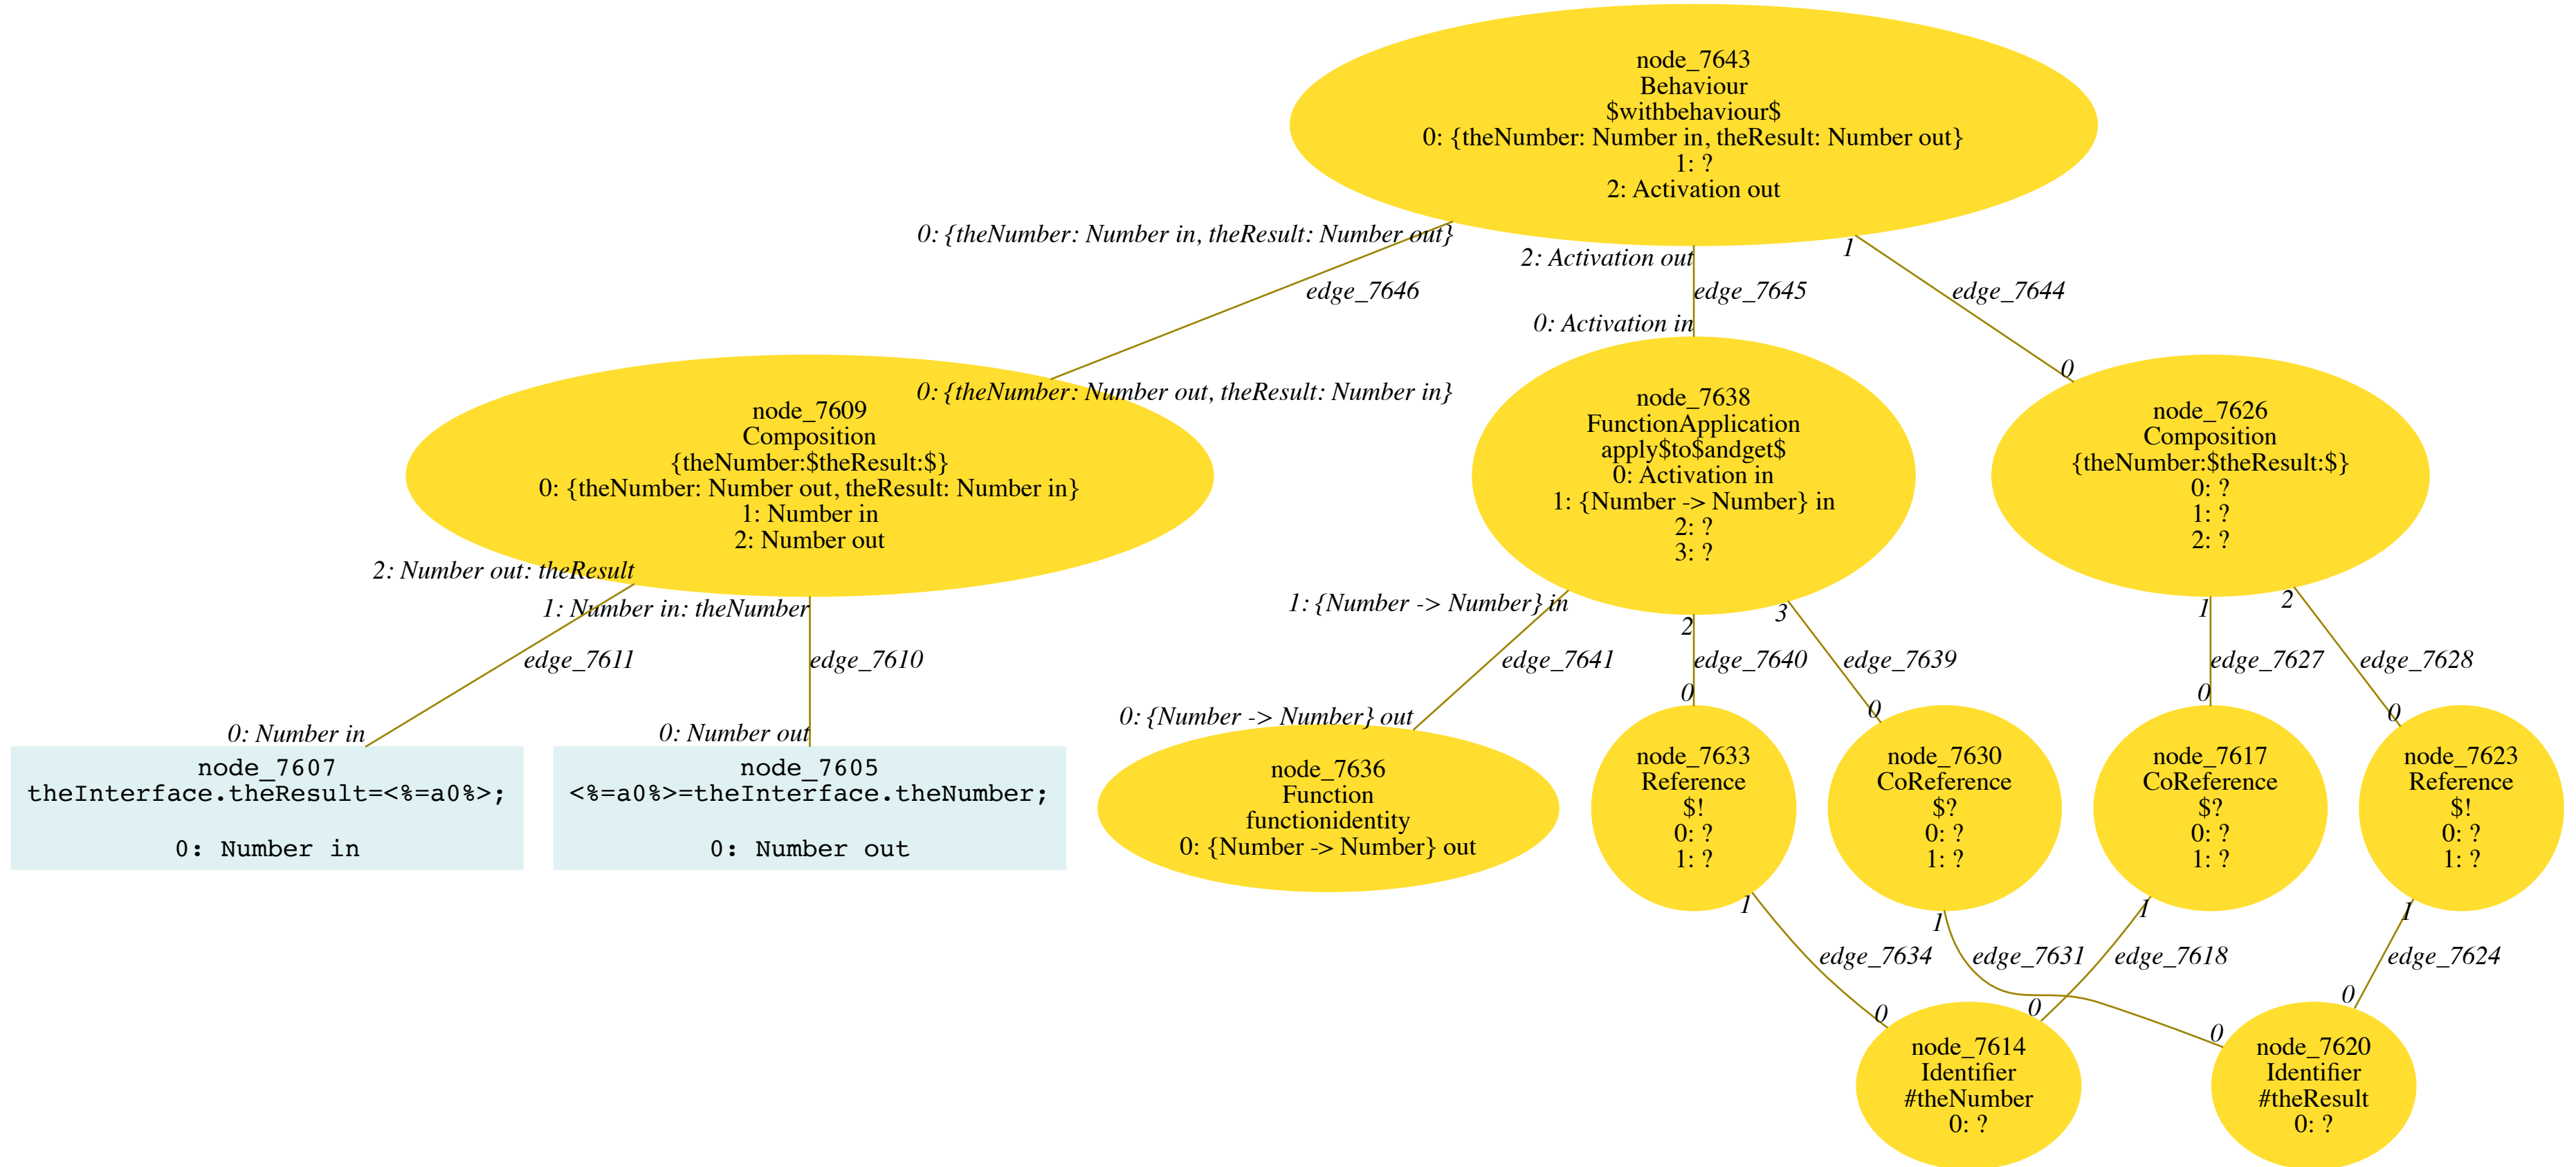 node_7643
Behaviour
$withbehaviour$
0: {theNumber: Number in, theResult: Number out}
1: ?
2: Activation out
0: {theNumber: Number in, theResult: Number out}
2: Activation out
1
edge_7646
edge_7645
edge_7644
0: Activation in
0
0: {theNumber: Number out, theResult: Number in}
node_7609
Composition
{theNumber:$theResult:$}
0: {theNumber: Number out, theResult: Number in}
1: Number in
2: Number out
node_7638
FunctionApplication
apply$to$andget$
0: Activation in
1: {Number -> Number} in
2: ?
3: ?
node_7626
Composition
{theNumber:$theResult:$}
0: ?
1: ?
2: ?
2: Number out: theResult
1: Number in: theNumber
1: {Number -> Number} in
2
3
1
2
edge_7611
edge_7610
edge_7641
edge_7640
edge_7639
edge_7627
edge_7628
0: Number in
0: Number out
0: {Number -> Number} out
0
0
0
0
node_7607
theInterface.theResult=<%=a0%>;
0: Number in
node_7605
<%=a0%>=theInterface.theNumber;
0: Number out
node_7636
Function
functionidentity
0: {Number -> Number} out
node_7633
Reference
$!
0: ?
1: ?
node_7630
CoReference
$?
0: ?
1: ?
node_7617
CoReference
$?
0: ?
1: ?
node_7623
Reference
$!
0: ?
1: ?
1
1
1
1
edge_7634
edge_7631
edge_7618
edge_7624
0
0
0
0
node_7614
Identifier
#theNumber
0: ?
node_7620
Identifier
#theResult
0: ?